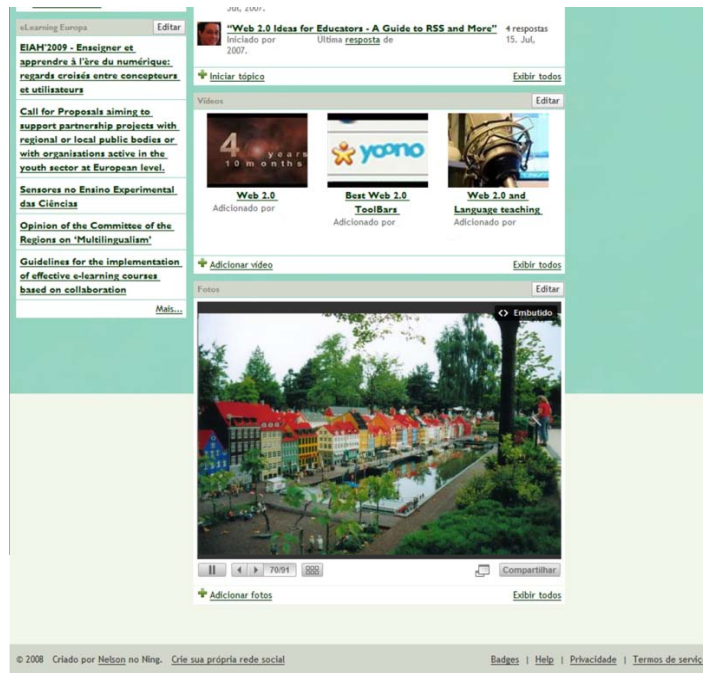 eLearning Europa
Editar
EIAH'2009 - Enseigner et
apprendre à l'ère du numérique:
regards croisés entre concepteurs
et utilisateurs
Call for Proposals aiming to
support partnership projects with
regional or local public bodies or
with organisations active in the
youth sector at European level.
Sensores no Ensino Experimental
das Ciências
Opinion of the Committee of the
Regions on ‘Multilingualism’
Guidelines for the implementation
of effective e-learning courses
based on collaboration
Mais...
Jul, 2007.
“Web 2.0 Ideas for Educators - A Guide to RSS and More”
Iniciado por
2007.
Última resposta de
4 respostas
15. Jul,
Iniciar tópico
Exibir todos
Vídeos
Editar
4 years
10 months
yoono
Web 2.0
Adicionado por
Best Web 2.0
ToolBars
Adicionado por
Web 2.0 and
Language teaching
Adicionado por
Adicionar vídeo
Exibir todos
Fotos
Editar
<> Embutido
70/91
Compartilhar
Adicionar fotos
Exibir todos
© 2008 Criado por Nelson no Ning. Crie sua própria rede social
Badges | Help | Privacidade | Termos de serviç